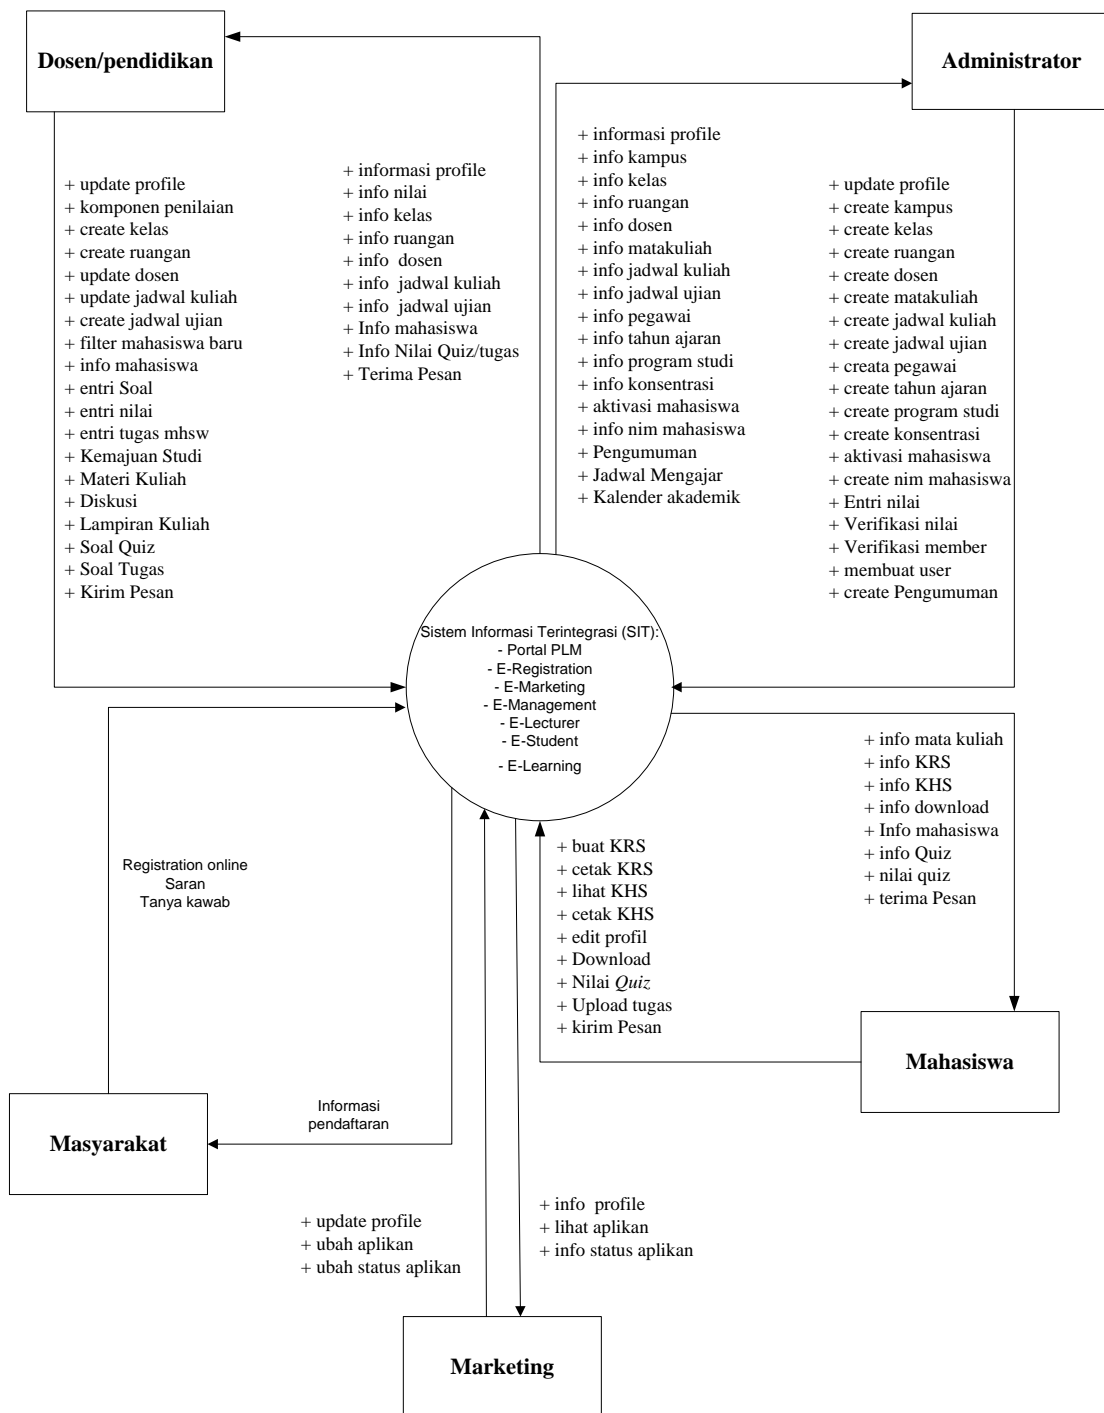 Dosen/pendidikan
Administrator
+ update profile
+ komponen penilaian
+ create kelas
+ create ruangan
+ update dosen
+ update jadwal kuliah
+ create jadwal ujian
+ filter mahasiswa baru
+ info mahasiswa
+ entri Soal
+ entri nilai
+ entri tugas mhsw
+ Kemajuan Studi
+ Materi Kuliah
+ Diskusi
+ Lampiran Kuliah
+ Soal Quiz
+ Soal Tugas
+ Kirim Pesan
+ informasi profile
+ info nilai
+ info kelas
+ info ruangan
+ info  dosen
+ info  jadwal kuliah
+ info  jadwal ujian
+ Info mahasiswa
+ Info Nilai Quiz/tugas
+ Terima Pesan
+ informasi profile
+ info kampus
+ info kelas
+ info ruangan
+ info dosen
+ info matakuliah
+ info jadwal kuliah
+ info jadwal ujian
+ info pegawai
+ info tahun ajaran
+ info program studi
+ info konsentrasi
+ aktivasi mahasiswa
+ info nim mahasiswa
+ Pengumuman
+ Jadwal Mengajar
+ Kalender akademik
+ update profile
+ create kampus
+ create kelas
+ create ruangan
+ create dosen
+ create matakuliah
+ create jadwal kuliah
+ create jadwal ujian
+ creata pegawai
+ create tahun ajaran
+ create program studi
+ create konsentrasi
+ aktivasi mahasiswa
+ create nim mahasiswa
+ Entri nilai
+ Verifikasi nilai
+ Verifikasi member
+ membuat user
+ create Pengumuman
Sistem Informasi Terintegrasi (SIT):
- Portal PLM
- E-Registration
- E-Marketing
- E-Management
- E-Lecturer
- E-Student
- E-Learning
+ info mata kuliah
+ info KRS
+ info KHS
+ info download
+ Info mahasiswa
+ info Quiz
+ nilai quiz
+ terima Pesan
+ buat KRS
+ cetak KRS
+ lihat KHS
+ cetak KHS
+ edit profil
+ Download
+ Nilai Quiz
+ Upload tugas
+ kirim Pesan
Registration online
Saran
Tanya kawab
Mahasiswa
Masyarakat
Informasi
pendaftaran
+ update profile
+ ubah aplikan
+ ubah status aplikan
+ info  profile
+ lihat aplikan
+ info status aplikan
Marketing